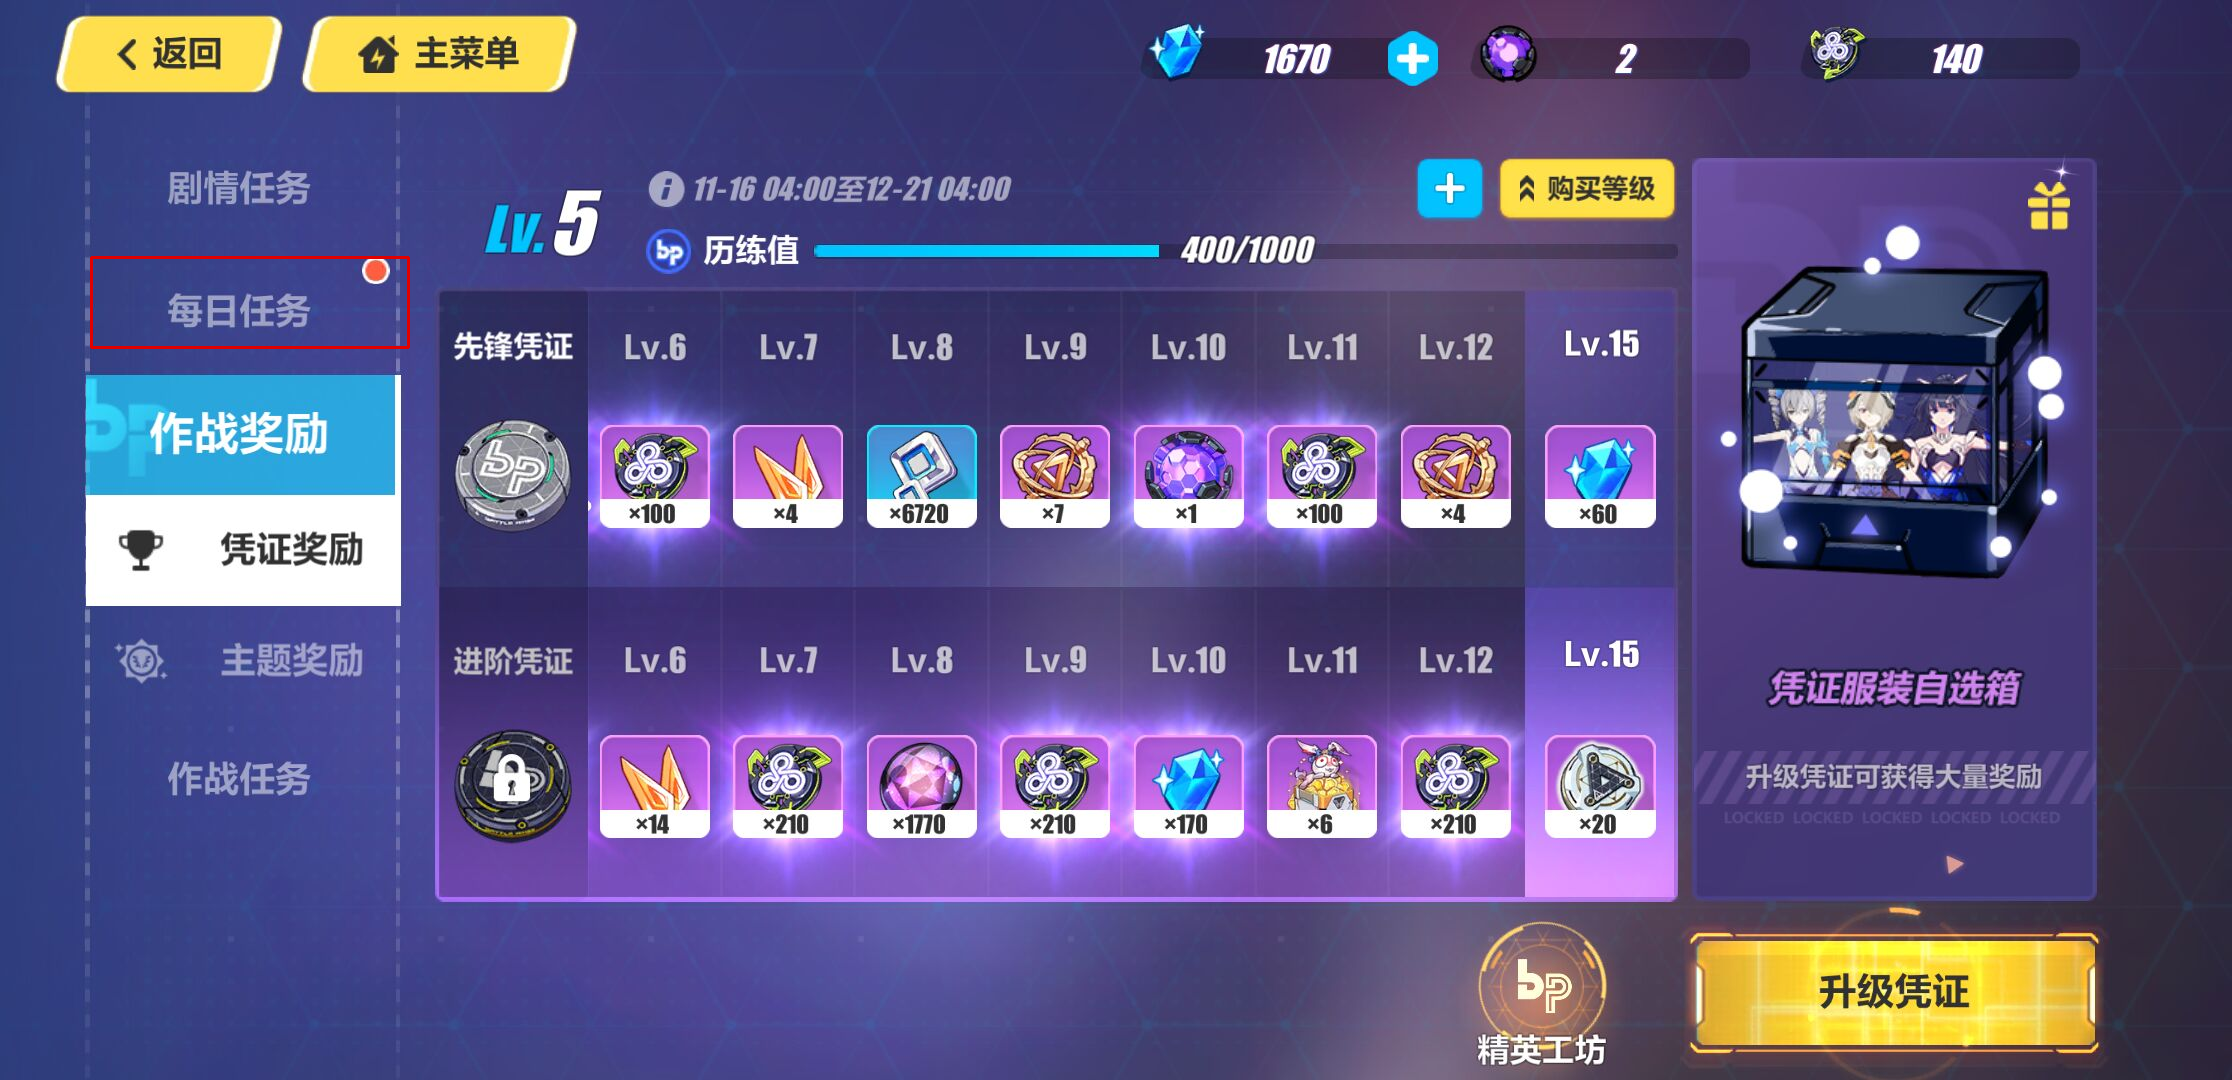 返回
主菜单
1670
2
140
剧情任务
每日任务
作战奖励
凭证奖励
主题奖励
作战任务
Lv.5
11-16 04:00至12-21 04:00
bp 历练值
400/1000
购买等级
先锋凭证 Lv.6 Lv.7 Lv.8 Lv.9 Lv.10 Lv.11 Lv.12 Lv.15
×100 ×4 ×6720 ×7 ×1 ×100 ×4 ×60
进阶凭证 Lv.6 Lv.7 Lv.8 Lv.9 Lv.10 Lv.11 Lv.12 Lv.15
×14 ×210 ×1770 ×210 ×170 ×6 ×210 ×20
凭证服装自选箱
升级凭证可获得大量奖励
LOCKED LOCKED LOCKED LOCKED LOCKED
bp
精英工坊
升级凭证